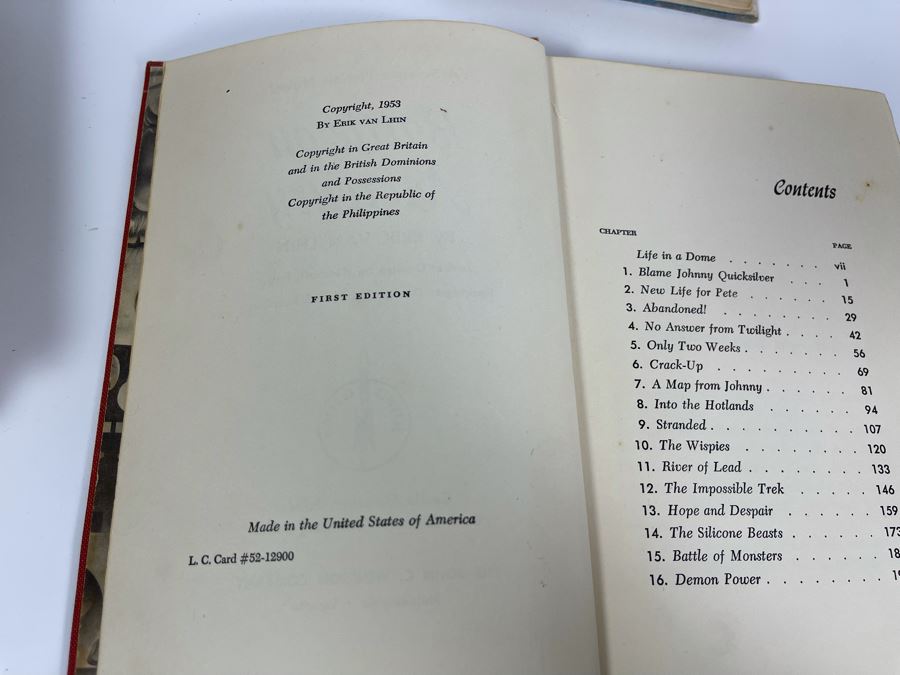 Copyright, 1953
By Erik van Lhin
Copyright in Great Britain
and in the British Dominions
and Possessions
Copyright in the Republic of
the Philippines
FIRST EDITION
Made in the United States of America
L. C. Card #52-12900
Contents
CHAPTER PAGE
Life in a Dome . . . . . . . vii
1. Blame Johnny Quicksilver . . . 1
2. New Life for Pete . . . . . . 15
3. Abandoned! . . . . . . . . 29
4. No Answer from Twilight . . . . 42
5. Only Two Weeks . . . . . . . 56
6. Crack-Up . . . . . . . . 69
7. A Map from Johnny . . . . . . 81
8. Into the Hotlands . . . . . . 94
9. Stranded . . . . . . . . . 107
10. The Wispies . . . . . . . . 120
11. River of Lead . . . . . . . . 133
12. The Impossible Trek . . . . . 146
13. Hope and Despair . . . . . . 159
14. The Silicone Beasts . . . . . . 173
15. Battle of Monsters . . . . . . 18
16. Demon Power . . . . . . . . 1